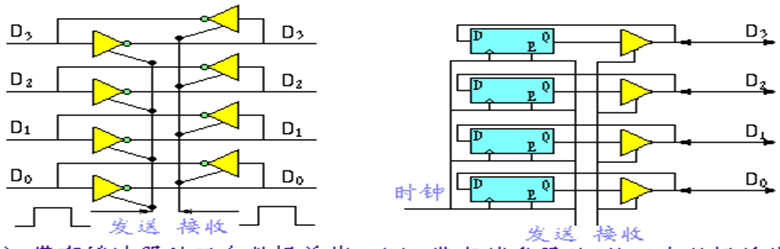 D3 D3
D2 D2
D1 D1
D0 D0
发送 接收
D Q E D3
D Q E D2
D Q E D1
D Q E D0
时钟
发送 接收